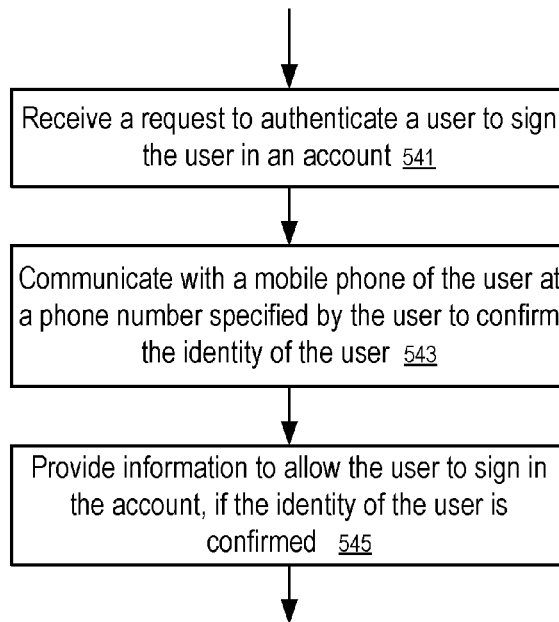 Receive a request to authenticate a user to sign
the user in an account 541
Communicate with a mobile phone of the user at
a phone number specified by the user to confirm
the identity of the user 543
Provide information to allow the user to sign in
the account, if the identity of the user is
confirmed 545